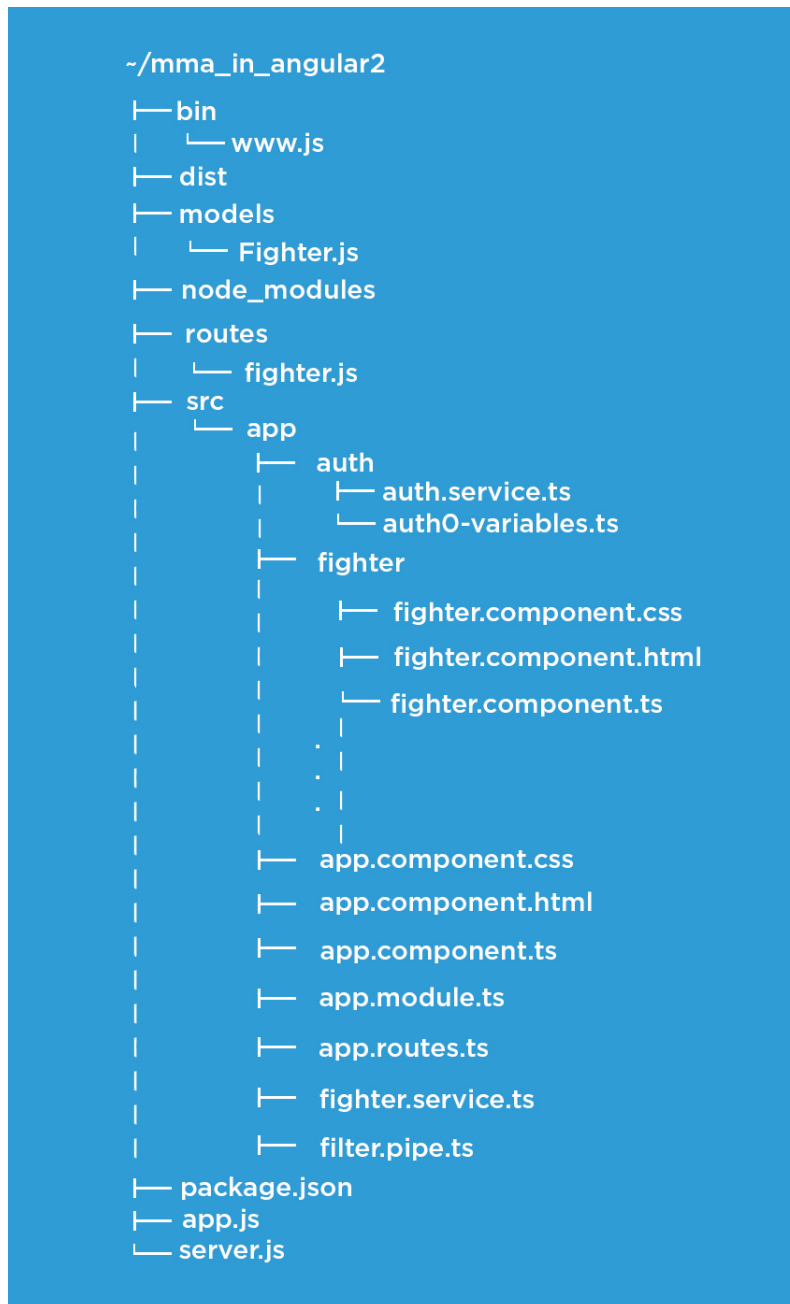 ~/mma_in_angular2
bin
www.js
dist
models
Fighter.js
node_modules
routes
fighter.js
src
app
auth
auth.service.ts
auth0-variables.ts
fighter
fighter.component.css
fighter.component.html
fighter.component.ts
.
.
.
app.component.css
app.component.html
app.component.ts
app.module.ts
app.routes.ts
fighter.service.ts
filter.pipe.ts
package.json
app.js
server.js